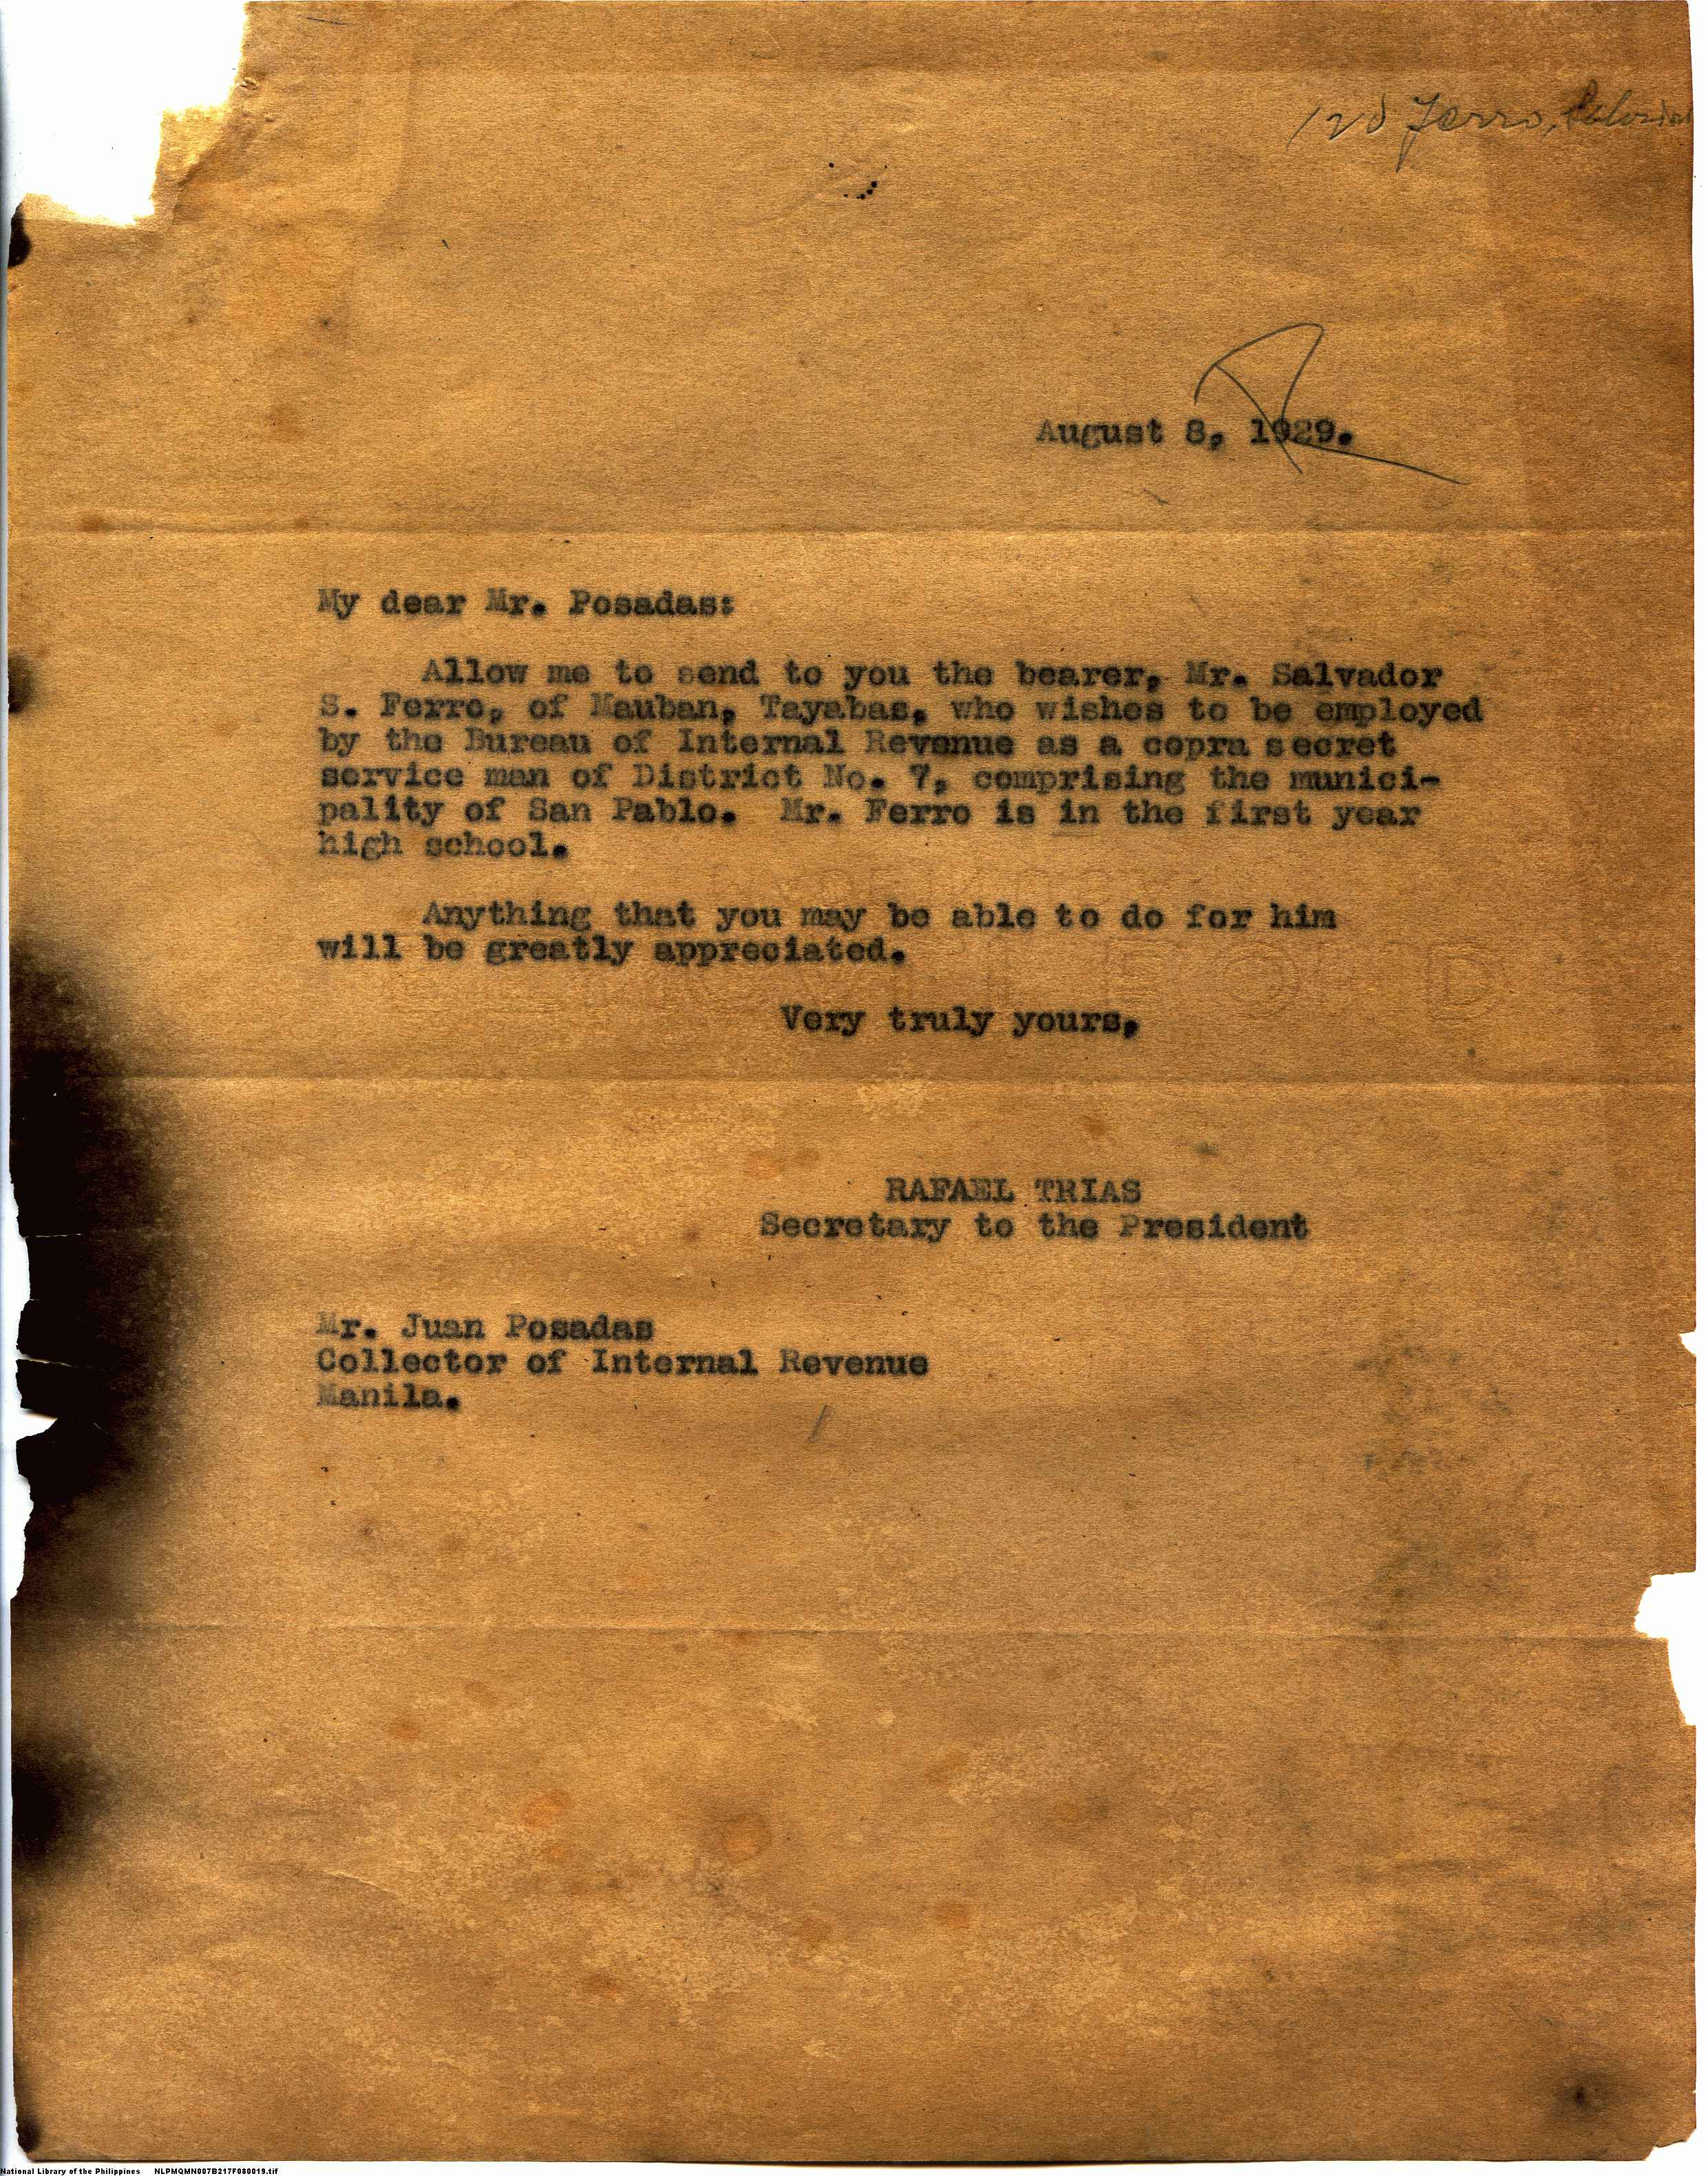 Ferro,
August 8, 1929.
My dear Mr. Posadas:
Allow me to send to you the bearer, Mr. Salvador
S. Ferro, of Mauban, Tayabas, who wishes to be employed
by the Bureau of Internal Revenue as a copra secret
service man of District No. 7, comprising the munici-
pality of San Pablo. Mr. Ferro is in the first year
high school.
Anything that you may be able to do for him
will be greatly appreciated.
Very truly yours,
RAFAEL TRIAS
Secretary to the President
Mr. Juan Posadas
Collector of Internal Revenue
Manila.
National Library of the Philippines NLPMQMN007B217F080019.tif